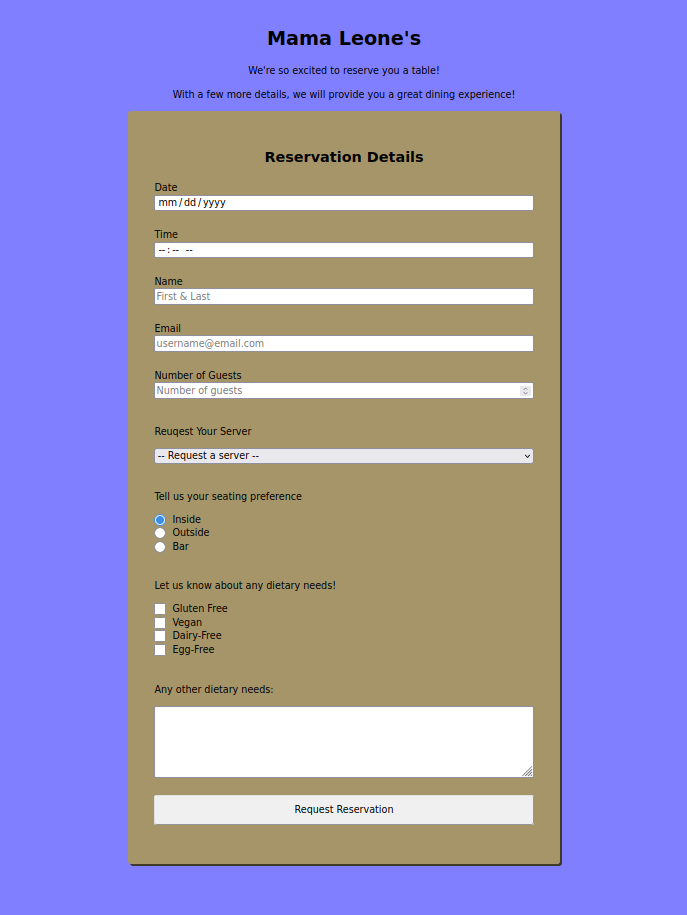 Mama Leone's
We're so excited to reserve you a table!
With a few more details, we will provide you a great dining experience!
Reservation Details
Date
mm/dd/yyyy
Time
--:-- --
Name
First & Last
Email
username@email.com
Number of Guests
Number of guests
Reuqest Your Server
-- Request a server --
Tell us your seating preference
Inside
Outside
Bar
Let us know about any dietary needs!
Gluten Free
Vegan
Dairy-Free
Egg-Free
Any other dietary needs:
Request Reservation